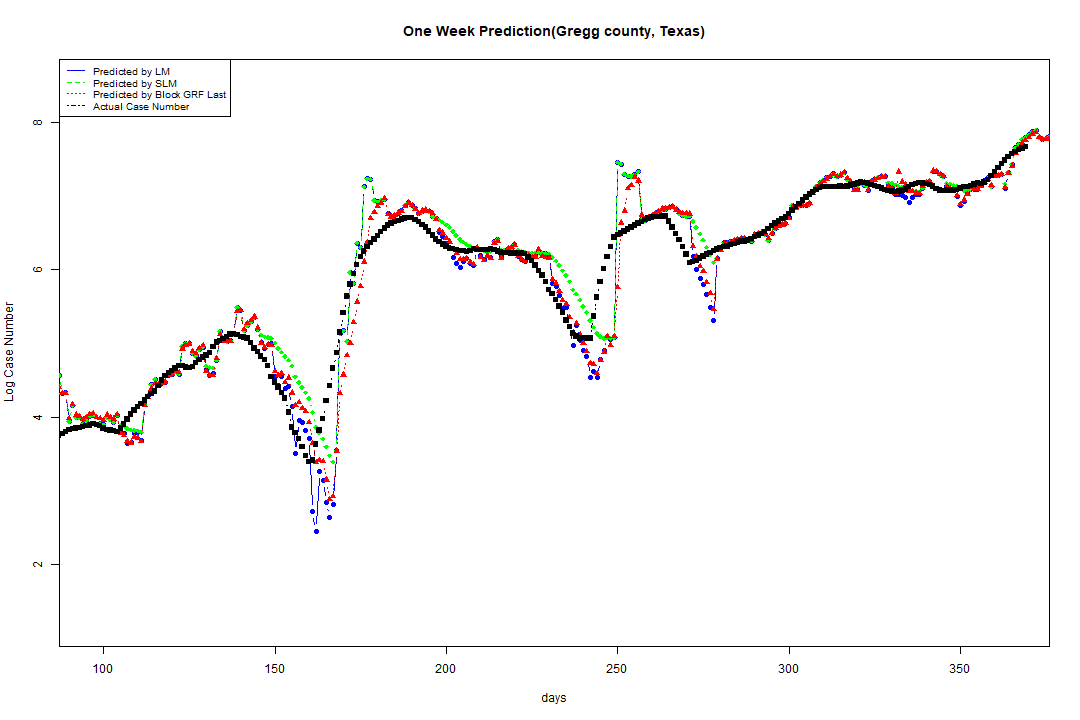 One Week Prediction(Gregg county, Texas)
Predicted by LM
Predicted by SLM
Predicted by Block GRF Last
Actual Case Number
8
6
4
2
Log Case Number
100 150 200 250 300 350
days